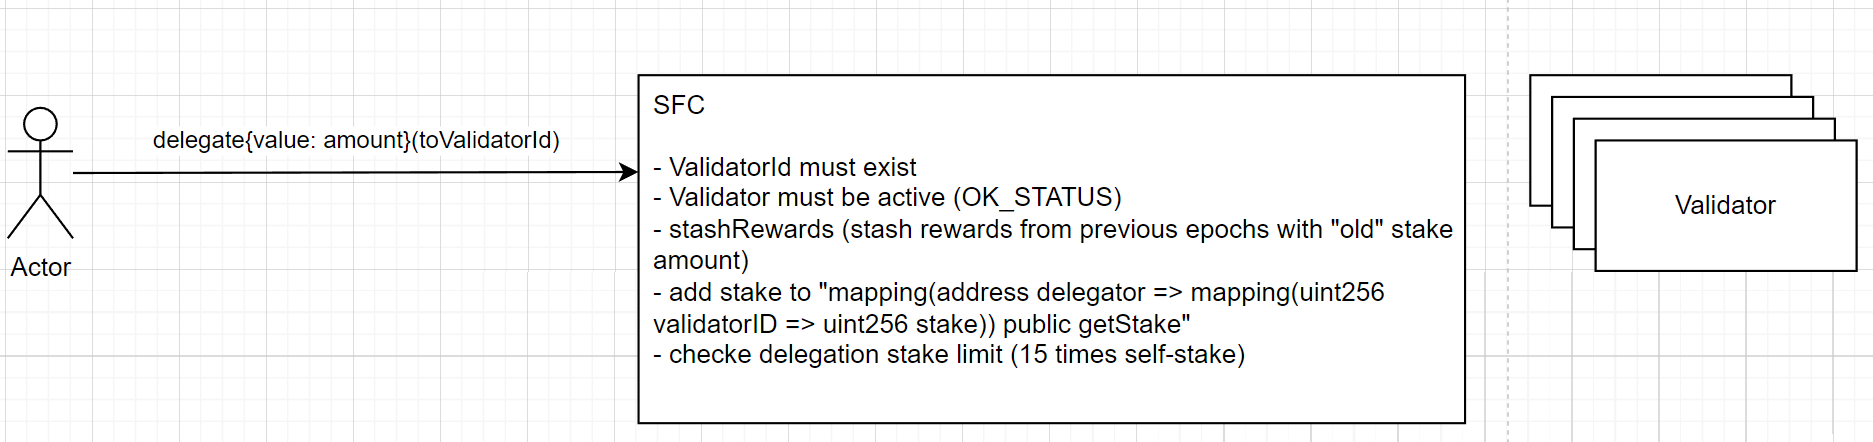 delegate{value: amount}(toValidatorId)
Actor
SFC
- ValidatorId must exist
- Validator must be active (OK_STATUS)
- stashRewards (stash rewards from previous epochs with "old" stake
amount)
- add stake to "mapping(address delegator => mapping(uint256
validatorID => uint256 stake)) public getStake"
- checke delegation stake limit (15 times self-stake)
Validator